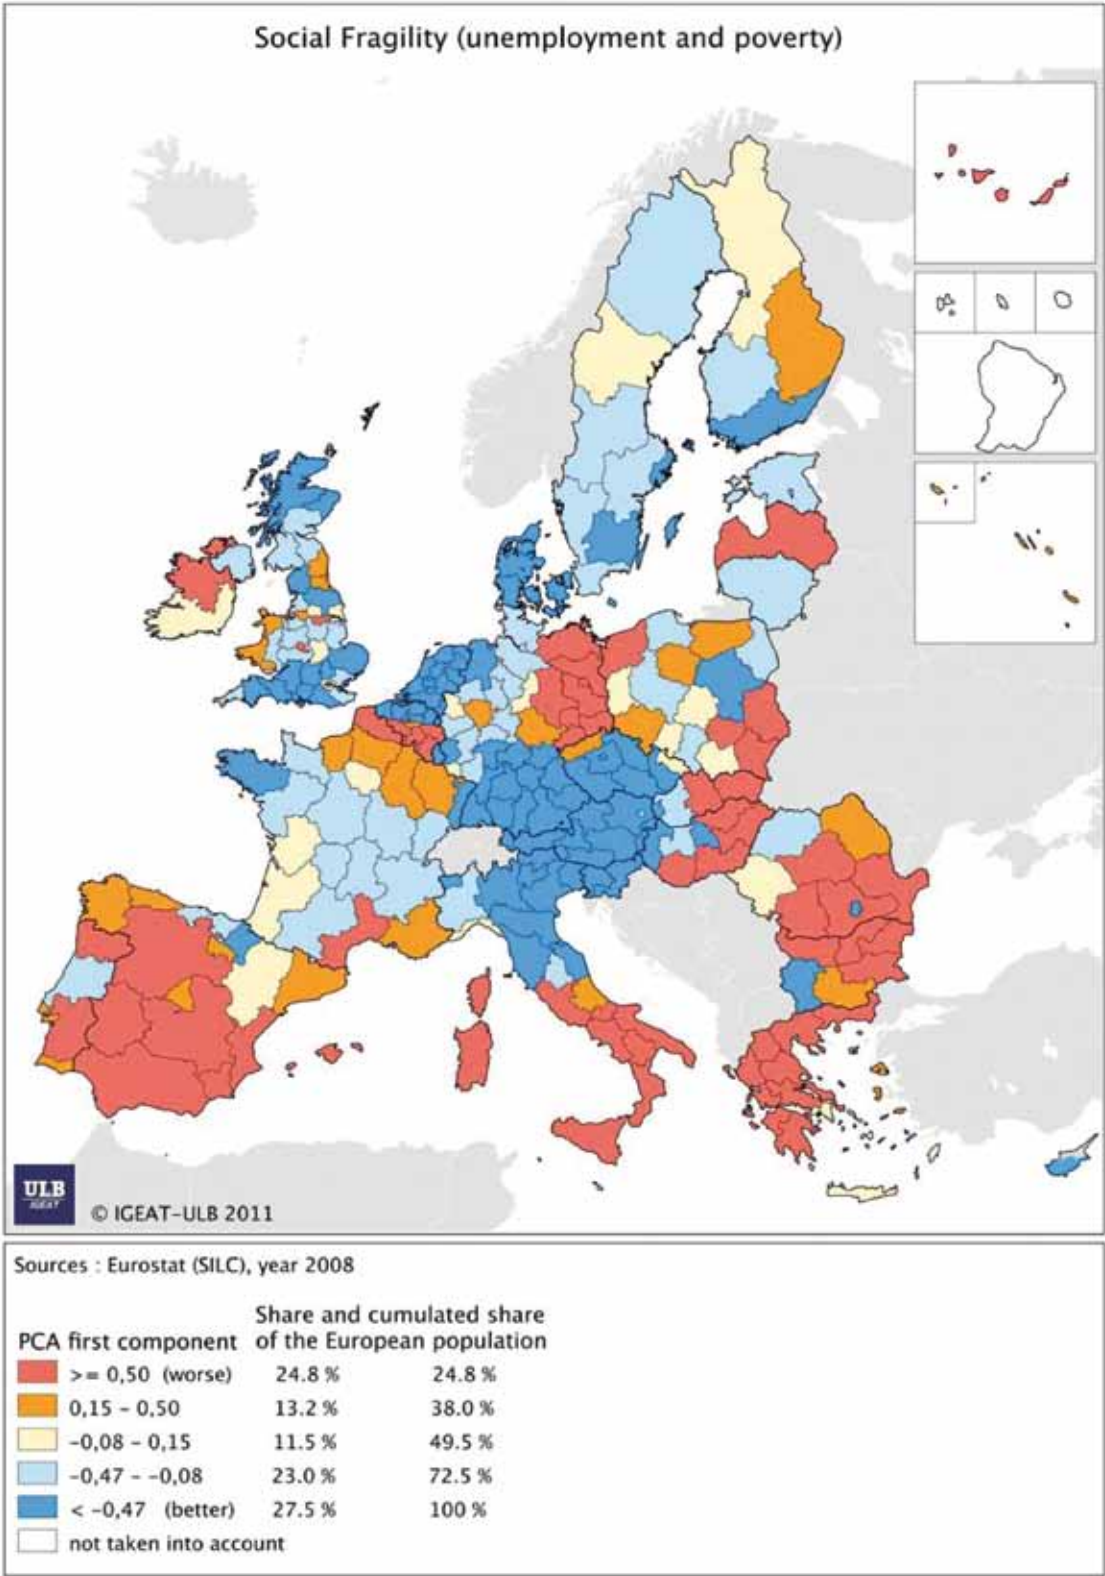 Social Fragility (unemployment and poverty)
ULB
IGEAT
© IGEAT-ULB 2011
Sources : Eurostat (SILC), year 2008
Share and cumulated share
PCA first component of the European population
>= 0,50 (worse) 24.8 % 24.8 %
0,15 - 0,50 13.2 % 38.0 %
-0,08 - 0,15 11.5 % 49.5 %
-0,47 - -0,08 23.0 % 72.5 %
< -0,47 (better) 27.5 % 100 %
not taken into account